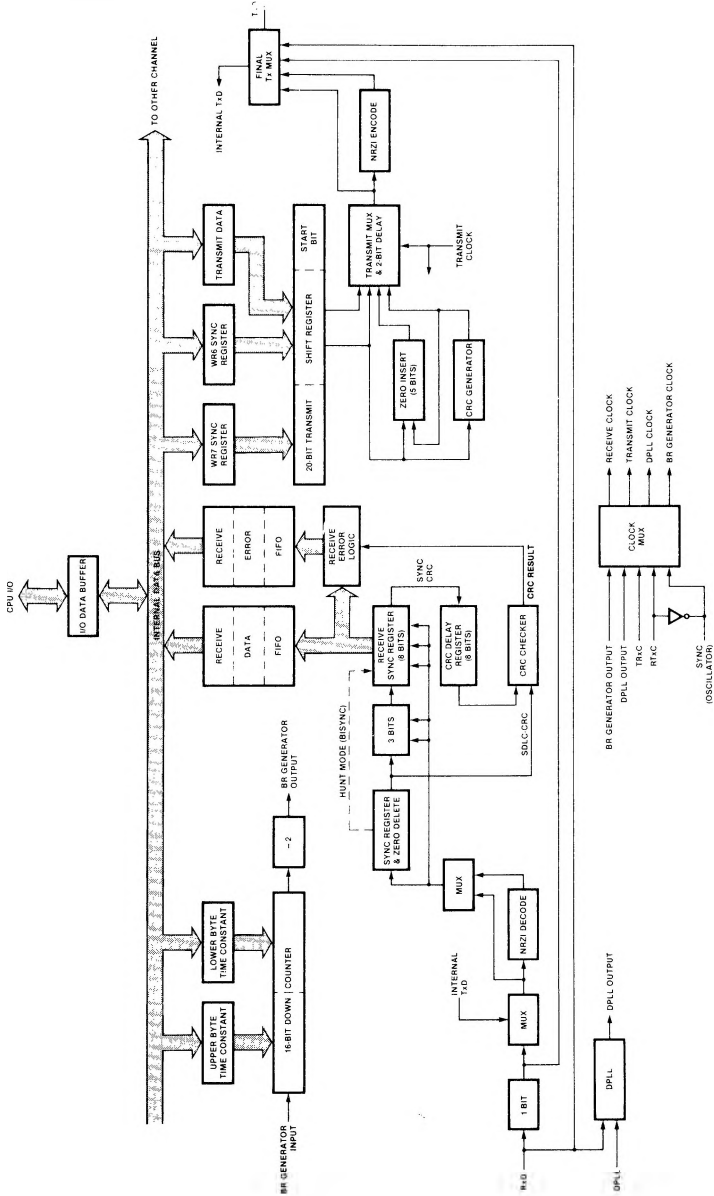 CPU I/O
I/O DATA BUFFER
INTERNAL DATA BUS
TO OTHER CHANNEL
UPPER BYTE
TIME CONSTANT
LOWER BYTE
TIME CONSTANT
BR GENERATOR
INPUT
16-BIT DOWN COUNTER
÷2
BR GENERATOR
OUTPUT
RECEIVE
DATA
FIFO
RECEIVE
ERROR
FIFO
RECEIVE
ERROR
LOGIC
WR7 SYNC
REGISTER
WR6 SYNC
REGISTER
TRANSMIT DATA
20-BIT TRANSMIT
SHIFT REGISTER
START
BIT
INTERNAL TxD
FINAL
Tx MUX
NRZI ENCODE
TRANSMIT MUX
& 2-BIT DELAY
TRANSMIT
CLOCK
ZERO INSERT
(5 BITS)
CRC GENERATOR
HUNT MODE (BISYNC)
SYNC REGISTER
& ZERO DELETE
3 BITS
RECEIVE
SYNC REGISTER
(8 BITS)
SYNC
CRC
CRC DELAY
REGISTER
(8 BITS)
CRC CHECKER
CRC RESULT
SDLC-CRC
INTERNAL
TxD
RxD
1 BIT
MUX
NRZI DECODE
MUX
DPLL
DPLL
DPLL OUTPUT
BR GENERATOR OUTPUT
DPLL OUTPUT
TRxC
RTxC
SYNC
(OSCILLATOR)
CLOCK
MUX
RECEIVE CLOCK
TRANSMIT CLOCK
DPLL CLOCK
BR GENERATOR CLOCK